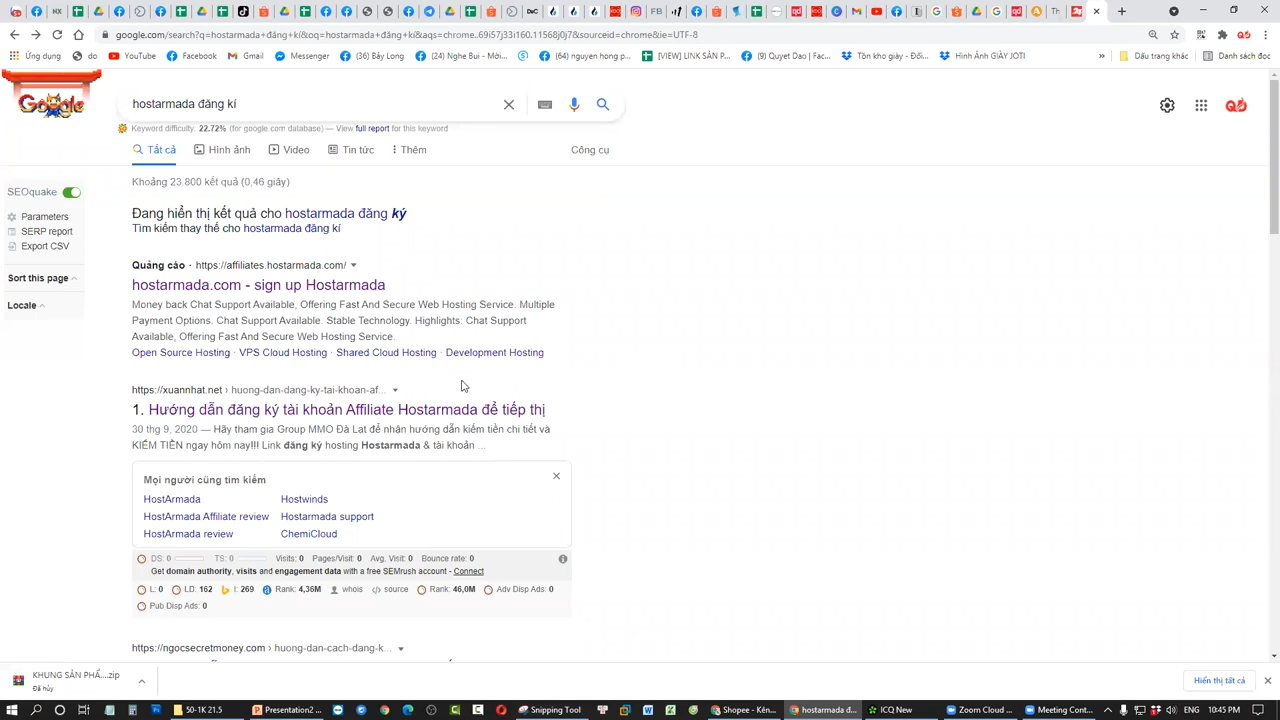 google.com/search?q=hostarmada+đăng+kí&oq=hostarmada+đăng+kí&aqs=chrome..69i57j33i160.11568j0j7&sourceid=chrome&ie=UTF-8
Ứng dụng
do
YouTube
Facebook
Gmail
Messenger
(36) Bảy Long
(24) Nghe Bui - Mời...
(64) nguyen hong p...
[VIEW] LINK SẢN P...
(9) Quyet Dao | Fac...
Tồn kho giày - Đối...
Hình Ảnh GIÀY JOTI
Dấu trang khác
Danh sách đọc
Google
hostarmada đăng kí
Keyword difficulty: 22.72% (for google.com database) — View full report for this keyword
Tất cả
Hình ảnh
Video
Tin tức
Thêm
Công cụ
Khoảng 23.800 kết quả (0,46 giây)
SEOquake
Parameters
SERP report
Export CSV
Sort this page
Locale
Đang hiển thị kết quả cho hostarmada đăng ký
Tìm kiếm thay thế cho hostarmada đăng kí
Quảng cáo · https://affiliates.hostarmada.com/
hostarmada.com - sign up Hostarmada
Money back Chat Support Available, Offering Fast And Secure Web Hosting Service. Multiple
Payment Options. Chat Support Available. Stable Technology. Highlights: Chat Support
Available, Offering Fast And Secure Web Hosting Service.
Open Source Hosting · VPS Cloud Hosting · Shared Cloud Hosting · Development Hosting
https://xuannhat.net › huong-dan-dang-ky-tai-khoan-af...
1. Hướng dẫn đăng ký tài khoản Affiliate Hostarmada để tiếp thị
30 thg 9, 2020 — Hãy tham gia Group MMO Đà Lạt để nhận hướng dẫn kiếm tiền chi tiết và
KIẾM TIỀN ngay hôm nay!!! Link đăng ký hosting Hostarmada & tài khoản ...
Mọi người cũng tìm kiếm
HostArmada
Hostwinds
HostArmada Affiliate review
Hostarmada support
HostArmada review
ChemiCloud
DS: 0
TS: 0
Visits: 0
Pages/Visit: 0
Avg. Visit: 0
Bounce rate: 0
Get domain authority, visits and engagement data with a free SEMrush account - Connect
L: 0
LD: 162
I: 269
Rank: 4,36M
whois
source
Rank: 46,0M
Adv Disp Ads: 0
Pub Disp Ads: 0
https://ngocsecretmoney.com › huong-dan-cach-dang-k...
KHUNG SẢN PHẨ....zip
Đã hủy
Hiển thị tất cả
50-1K 21.5
Presentation2 ...
Snipping Tool
Shopee - Kên...
hostarmada đ...
ICQ New
Zoom Cloud ...
Meeting Cont...
ENG
10:45 PM